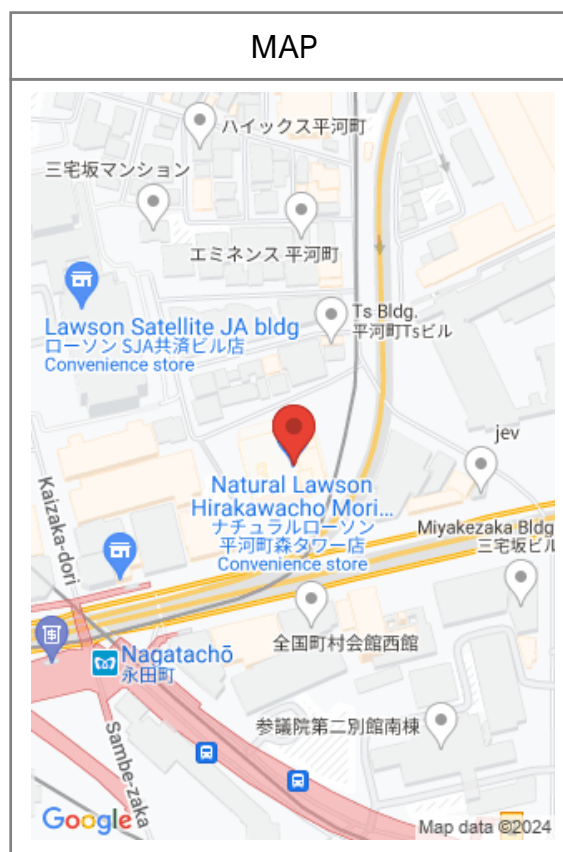 MAP
ハイックス平河町
三宅坂マンション
エミネンス 平河町
Ts Bldg.
平河町Tsビル
Lawson Satellite JA bldg
ローソン SJA共済ビル店
Convenience store
jev
Natural Lawson
Hirakawacho Mori...
ナチュラルローソン
平河町森タワー店
Convenience store
Kaizaka-dori
Miyakezaka Bldg
三宅坂ビル
全国町村会館西館
Nagatachō
永田町
参議院第二別館南棟
Sambe-zaka
Google
Map data ©2024